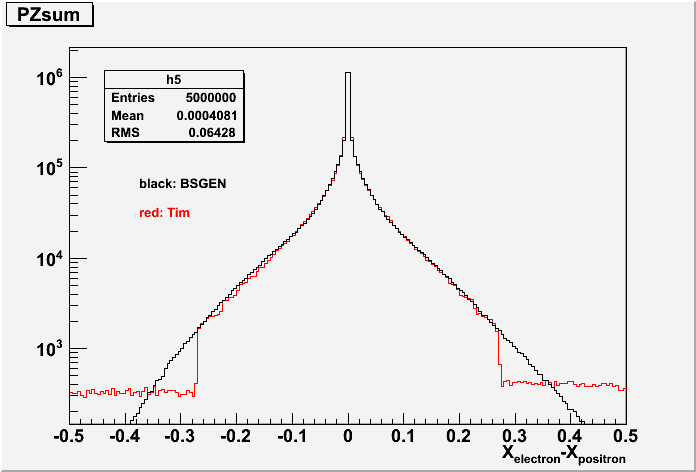 PZsum
h5
Entries 5000000
Mean 0.0004081
RMS 0.06428
black: BSGEN
red: Tim
10^6
10^5
10^4
10^3
-0.5 -0.4 -0.3 -0.2 -0.1 0 0.1 0.2 0.3 0.4 0.5
X_electron-X_positron